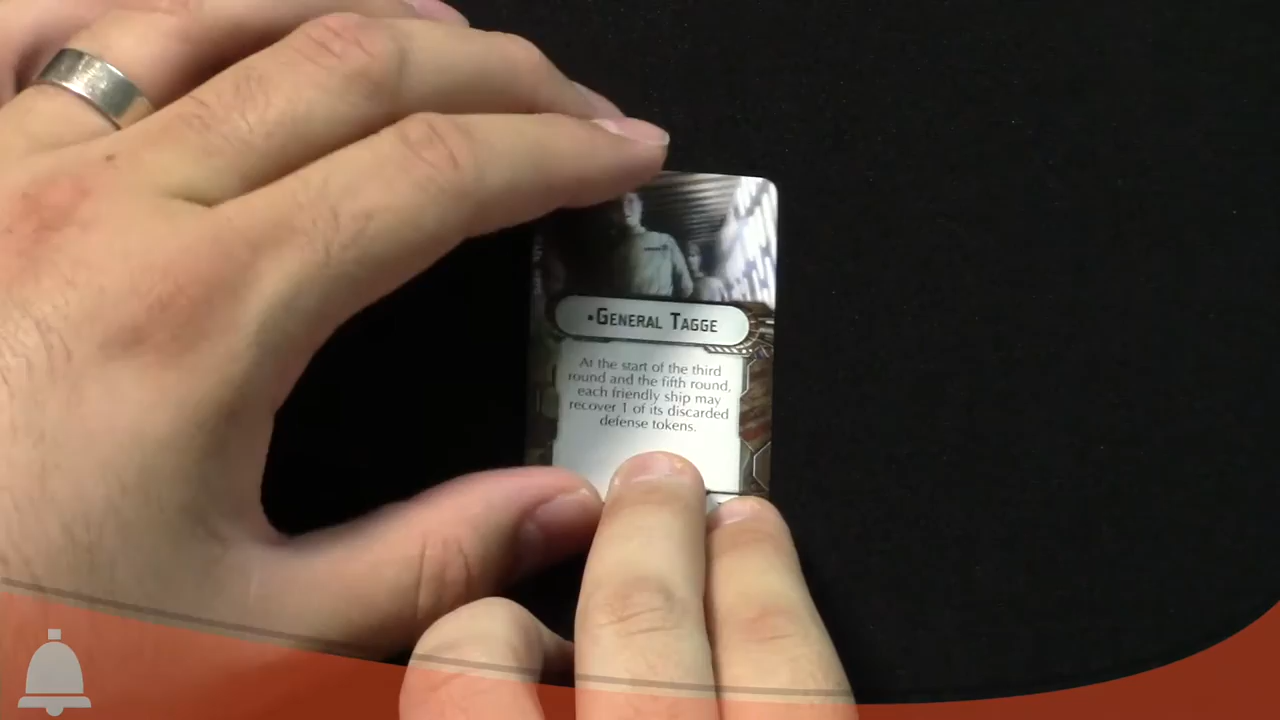 •General Tagge
At the start of the third
round and the fifth round,
each friendly ship may
recover 1 of its discarded
defense tokens.